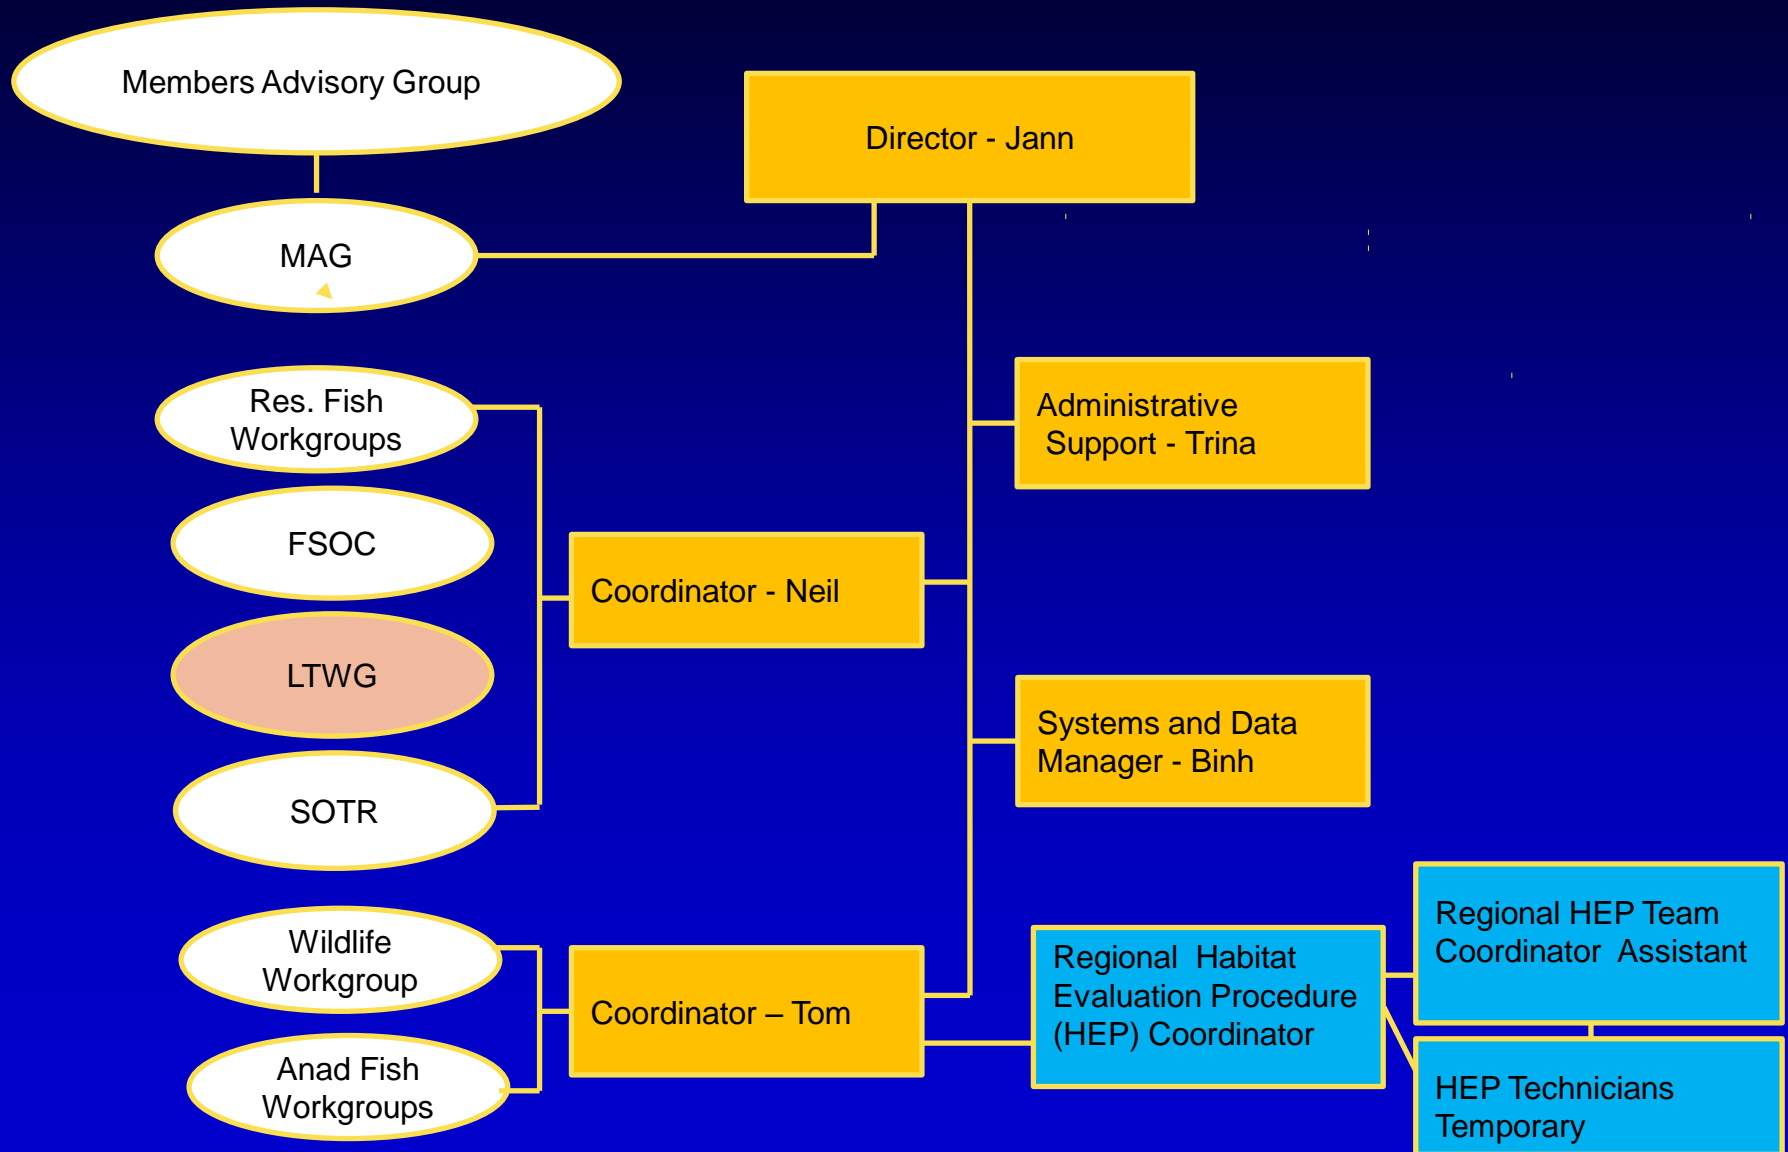 Members Advisory Group
Director - Jann
MAG
Res. Fish
Workgroups
Administrative
Support - Trina
FSOC
Coordinator - Neil
LTWG
Systems and Data
Manager - Binh
SOTR
Wildlife
Workgroup
Coordinator – Tom
Regional Habitat
Evaluation Procedure
(HEP) Coordinator
Regional HEP Team
Coordinator Assistant
Anad Fish
Workgroups
HEP Technicians
Temporary